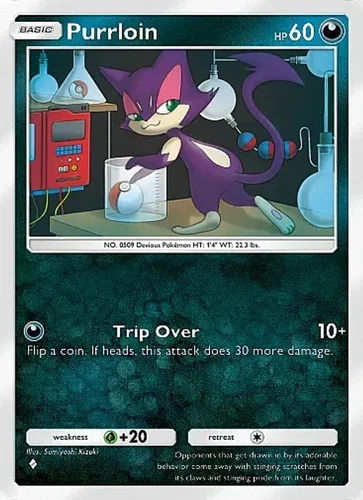 BASIC Purrloin HP 60
NO. 0509 Devious Pokémon HT: 1'4" WT: 22.3 lbs.
Trip Over 10+
Flip a coin. If heads, this attack does 30 more damage.
weakness +20 retreat
Illus. Sumiyoshi Kizuki
Opponents that get drawn in by its adorable
behavior come away with stinging scratches from
its claws and stinging pride from its laughter.